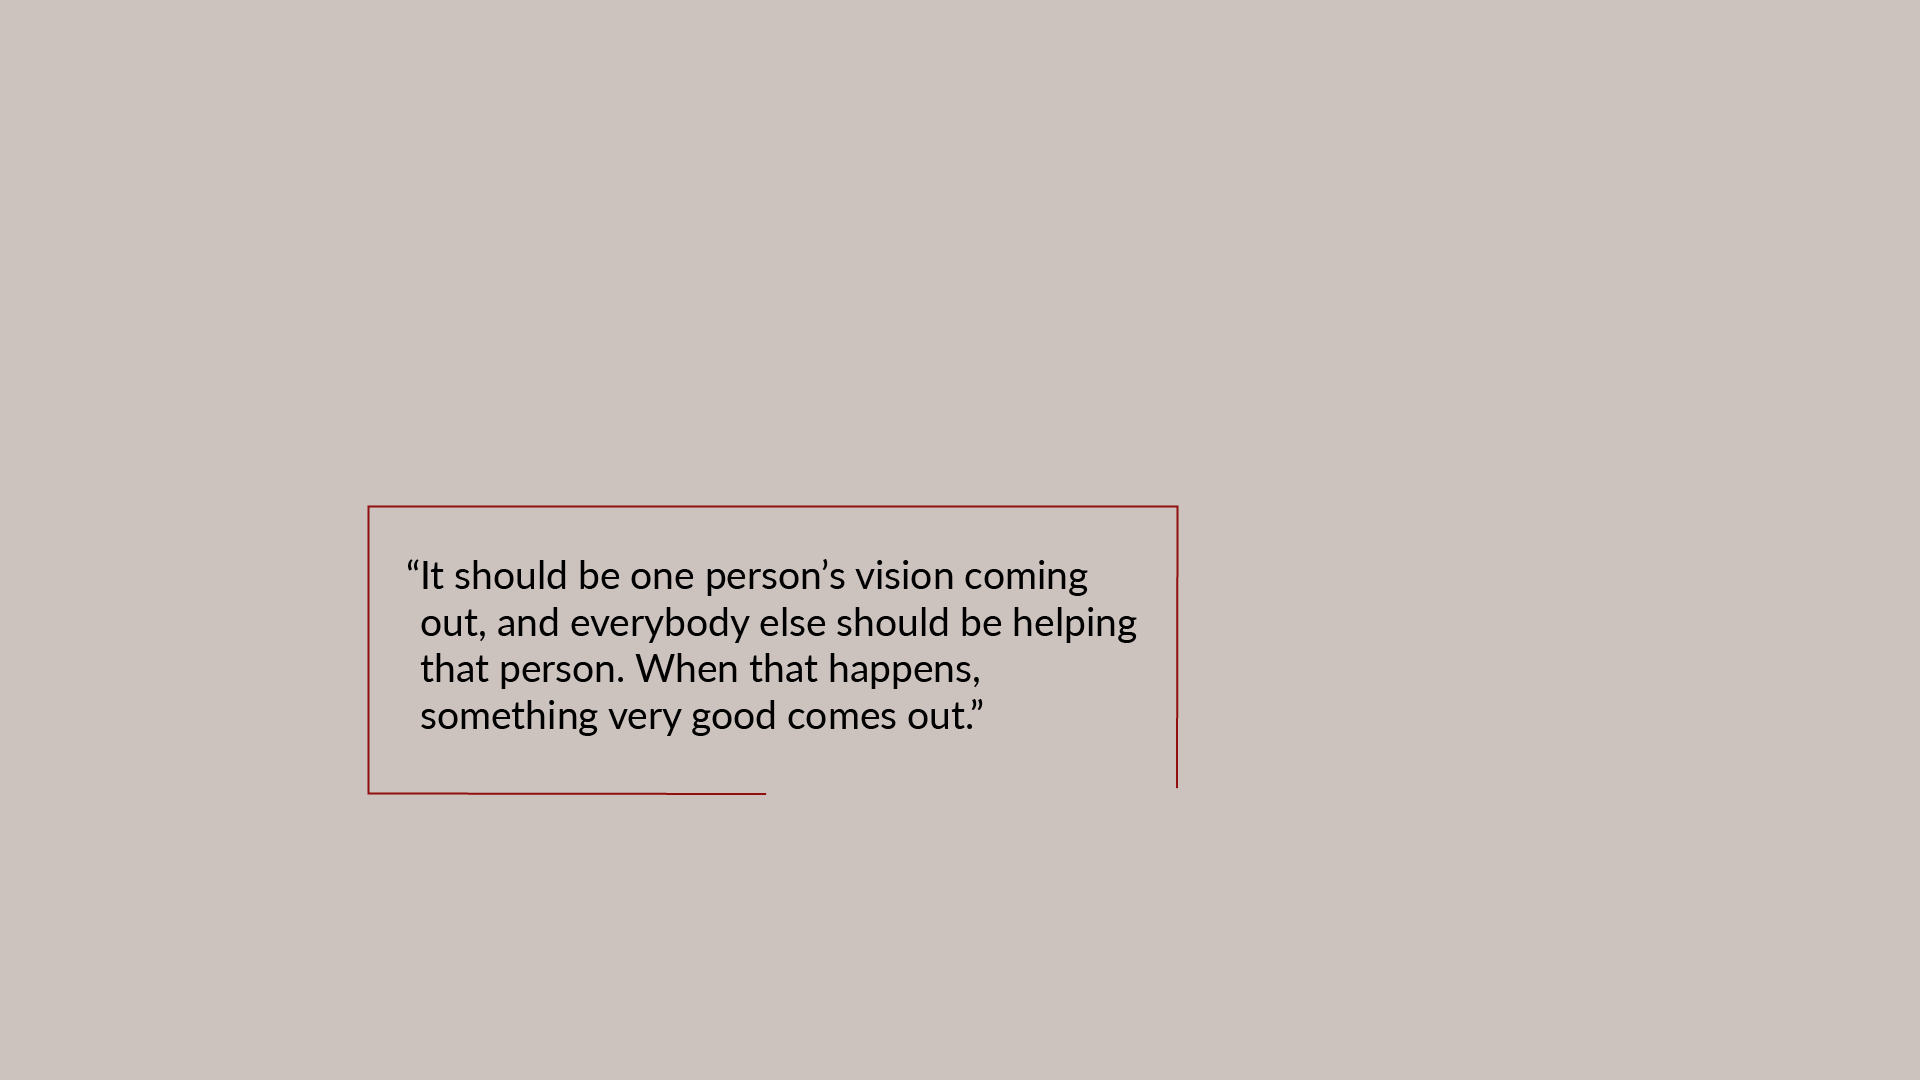 “It should be one person’s vision coming
out, and everybody else should be helping
that person. When that happens,
something very good comes out.”